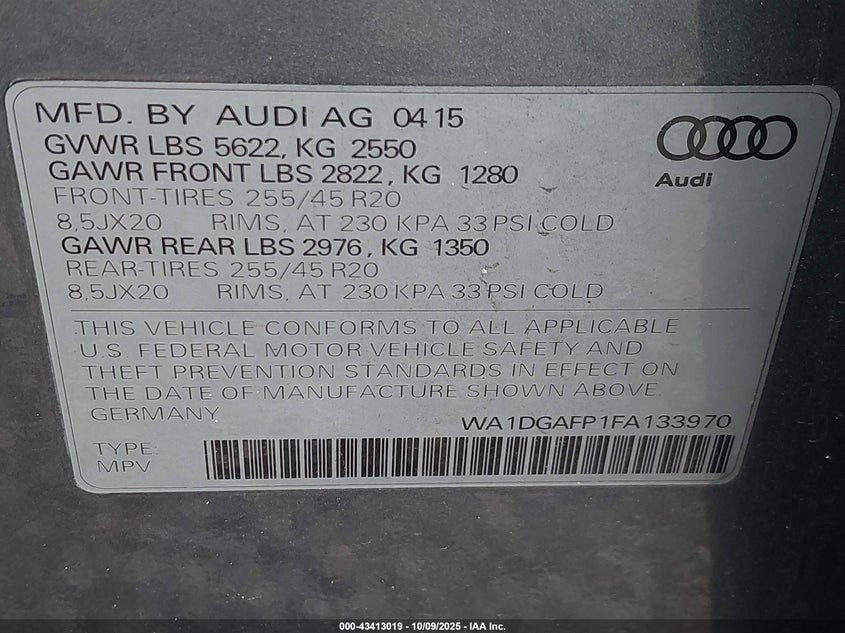 MFD. BY AUDI AG 04 15
GVWR LBS 5622, KG 2550
GAWR FRONT LBS 2822, KG 1280
FRONT-TIRES 255/45 R20
8,5JX20 RIMS, AT 230 KPA 33 PSI COLD
GAWR REAR LBS 2976, KG 1350
REAR-TIRES 255/45 R20
8,5JX20 RIMS, AT 230 KPA 33 PSI COLD
Audi
THIS VEHICLE CONFORMS TO ALL APPLICABLE
U.S. FEDERAL MOTOR VEHICLE SAFETY AND
THEFT PREVENTION STANDARDS IN EFFECT ON
THE DATE OF MANUFACTURE SHOWN ABOVE.
GERMANY
WA1DGAFP1FA133970
TYPE:
MPV
000-43413019 - 10/09/2025 - IAA Inc.